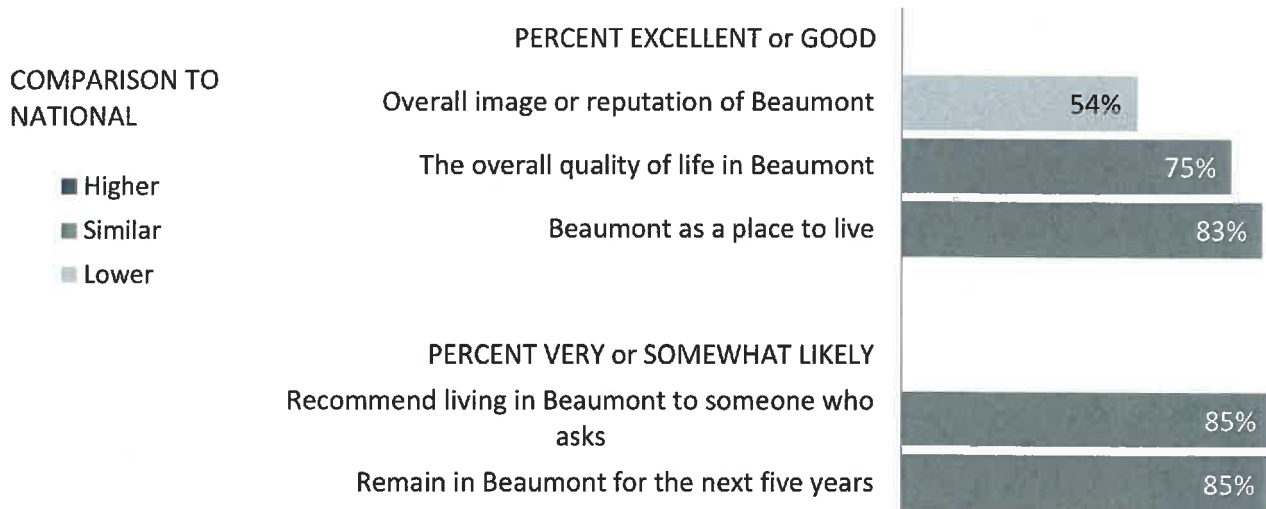 PERCENT EXCELLENT or GOOD
COMPARISON TO
NATIONAL
Higher
Similar
Lower
Overall image or reputation of Beaumont
54%
The overall quality of life in Beaumont
75%
Beaumont as a place to live
83%
PERCENT VERY or SOMEWHAT LIKELY
Recommend living in Beaumont to someone who
asks
85%
Remain in Beaumont for the next five years
85%